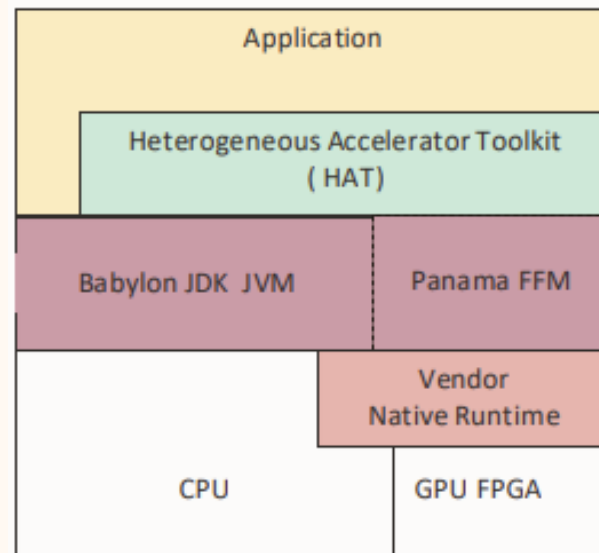 Application
Heterogeneous Accelerator Toolkit
( HAT)
Babylon JDK  JVM
Panama FFM
Vendor
Native Runtime
CPU
GPU FPGA